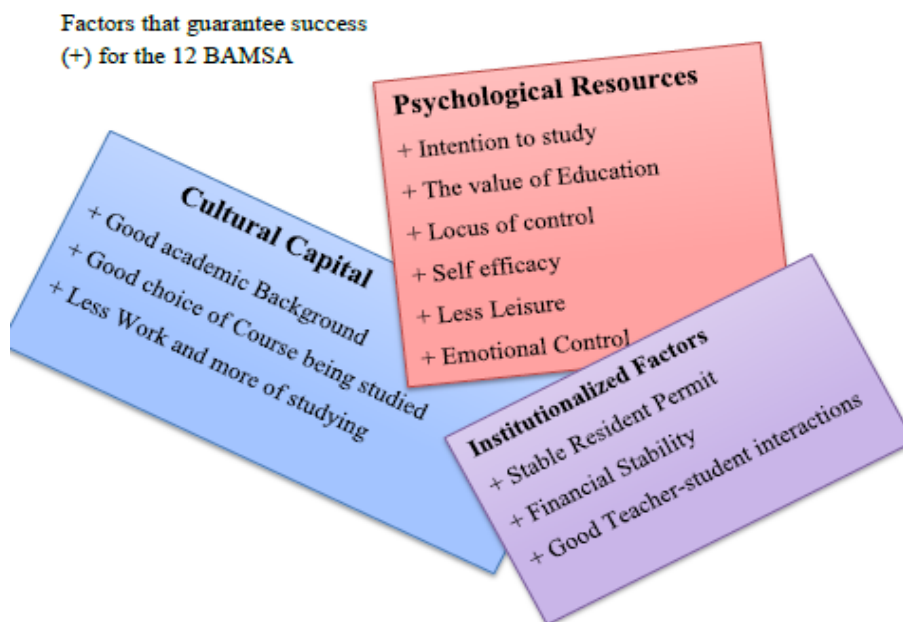 Factors that guarantee success
(+) for the 12 BAMSA
Psychological Resources
+ Intention to study
+ The value of Education
+ Locus of control
+ Self efficacy
+ Less Leisure
+ Emotional Control
Cultural Capital
+ Good academic Background
+ Good choice of Course being studied
+ Less Work and more of studying
Institutionalized Factors
+ Stable Resident Permit
+ Financial Stability
+ Good Teacher-student interactions